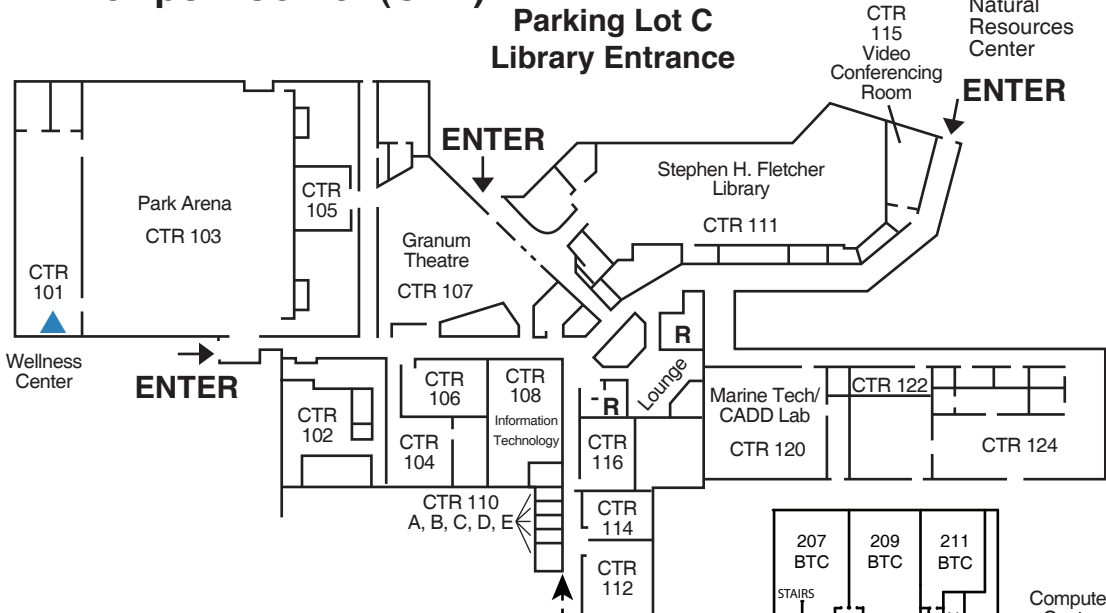 Parking Lot C
Library Entrance
CTR
115
Video
Conferencing
Room
Natural
Resources
Center
ENTER
ENTER
Stephen H. Fletcher
Library
CTR 111
Park Arena
CTR 103
CTR
105
Granum
Theatre
CTR 107
CTR
101
R
Wellness
Center
ENTER
Lounge
CTR
106
CTR
108
Information
Technology
R
Marine Tech/
CADD Lab
CTR 120
CTR 122
CTR 124
CTR
102
CTR
104
CTR
116
CTR 110
A, B, C, D, E
CTR
114
CTR
112
207
BTC
209
BTC
211
BTC
STAIRS